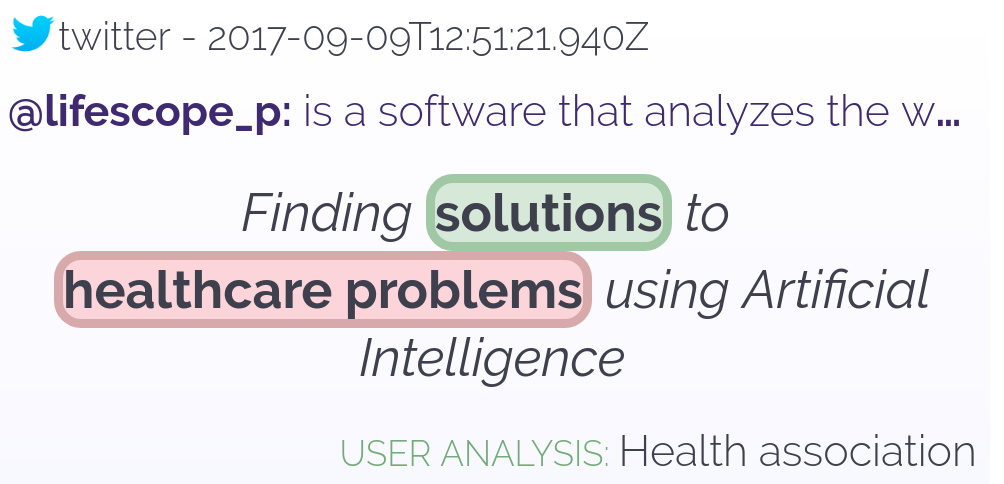 twitter - 2017-09-09T12:51:21.940Z
@lifescope_p: is a software that analyzes the w...
Finding solutions to
healthcare problems using Artificial
Intelligence
USER ANALYSIS: Health association